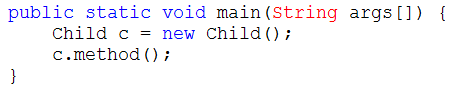 public static void main(String args[]) {
    Child c = new Child();
    c.method();
}